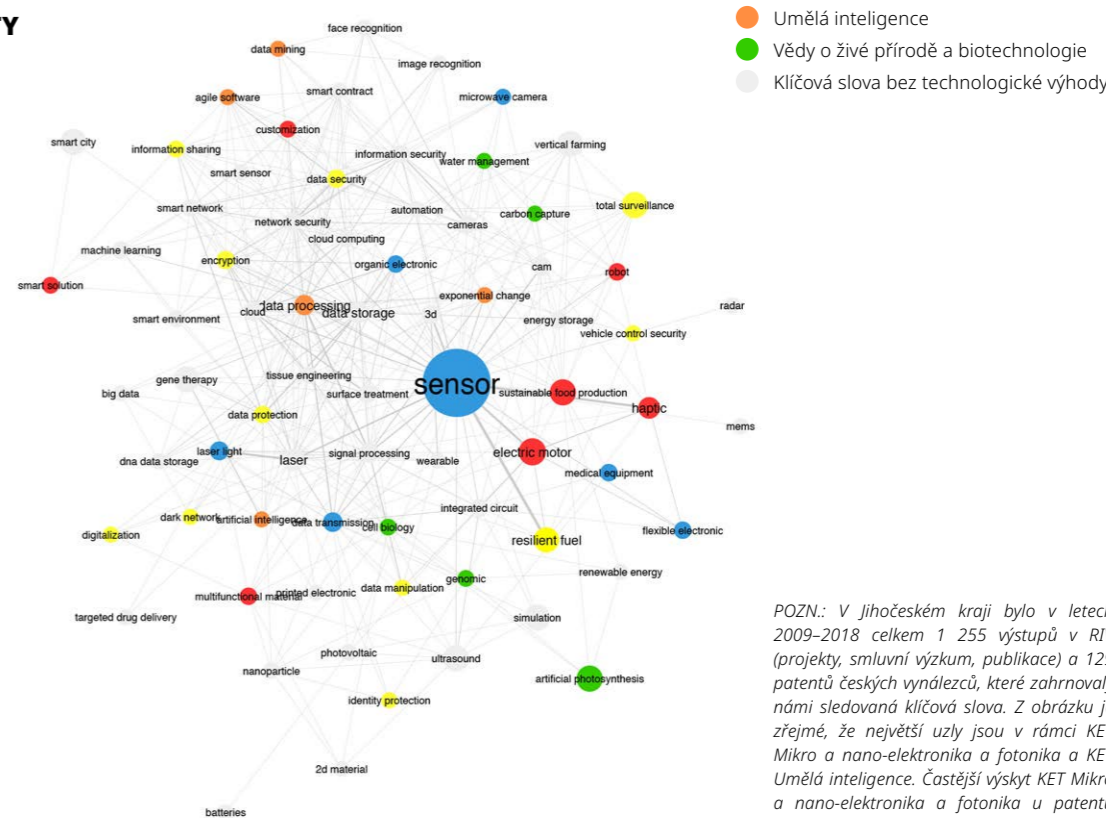 TY
Umělá inteligence
Vědy o živé přírodě a biotechnologie
Klíčová slova bez technologické výhody
face recognition
data mining
image recognition
smart contract
agile software
microwave camera
customization
smart city
information sharing
information security
vertical farming
water management
smart sensor
data security
smart network
automation
carbon capture
total surveillance
network security
cameras
cloud computing
machine learning
encryption
organic electronic
cam
robot
smart solution
exponential change
data processing
data storage
cloud
3d
radar
smart environment
energy storage
vehicle control security
tissue engineering
gene therapy
sensor
big data
surface treatment
sustainable food production
haptic
data protection
mems
laser light
signal processing
electric motor
dna data storage
laser
wearable
medical equipment
integrated circuit
dark network
artificial intelligence
data transmission
cell biology
digitalization
flexible electronic
resilient fuel
renewable energy
genomic
data manipulation
multifunctional material
printed electronic
targeted drug delivery
simulation
photovoltaic
ultrasound
nanoparticle
artificial photosynthesis
identity protection
2d material
batteries
POZN.: V Jihočeském kraji bylo v letech
2009–2018 celkem 1 255 výstupů v
(projekty, smluvní výzkum, publikace) a
patentů českých vynálezců, které zahrnovaly
námi sledovaná klíčová slova. Z obrázku
zřejmé, že největší uzly jsou v rámci
Mikro a nano-elektronika a fotonika a
Umělá inteligence. Častější výskyt KET Mikro
a nano-elektronika a fotonika u patentů